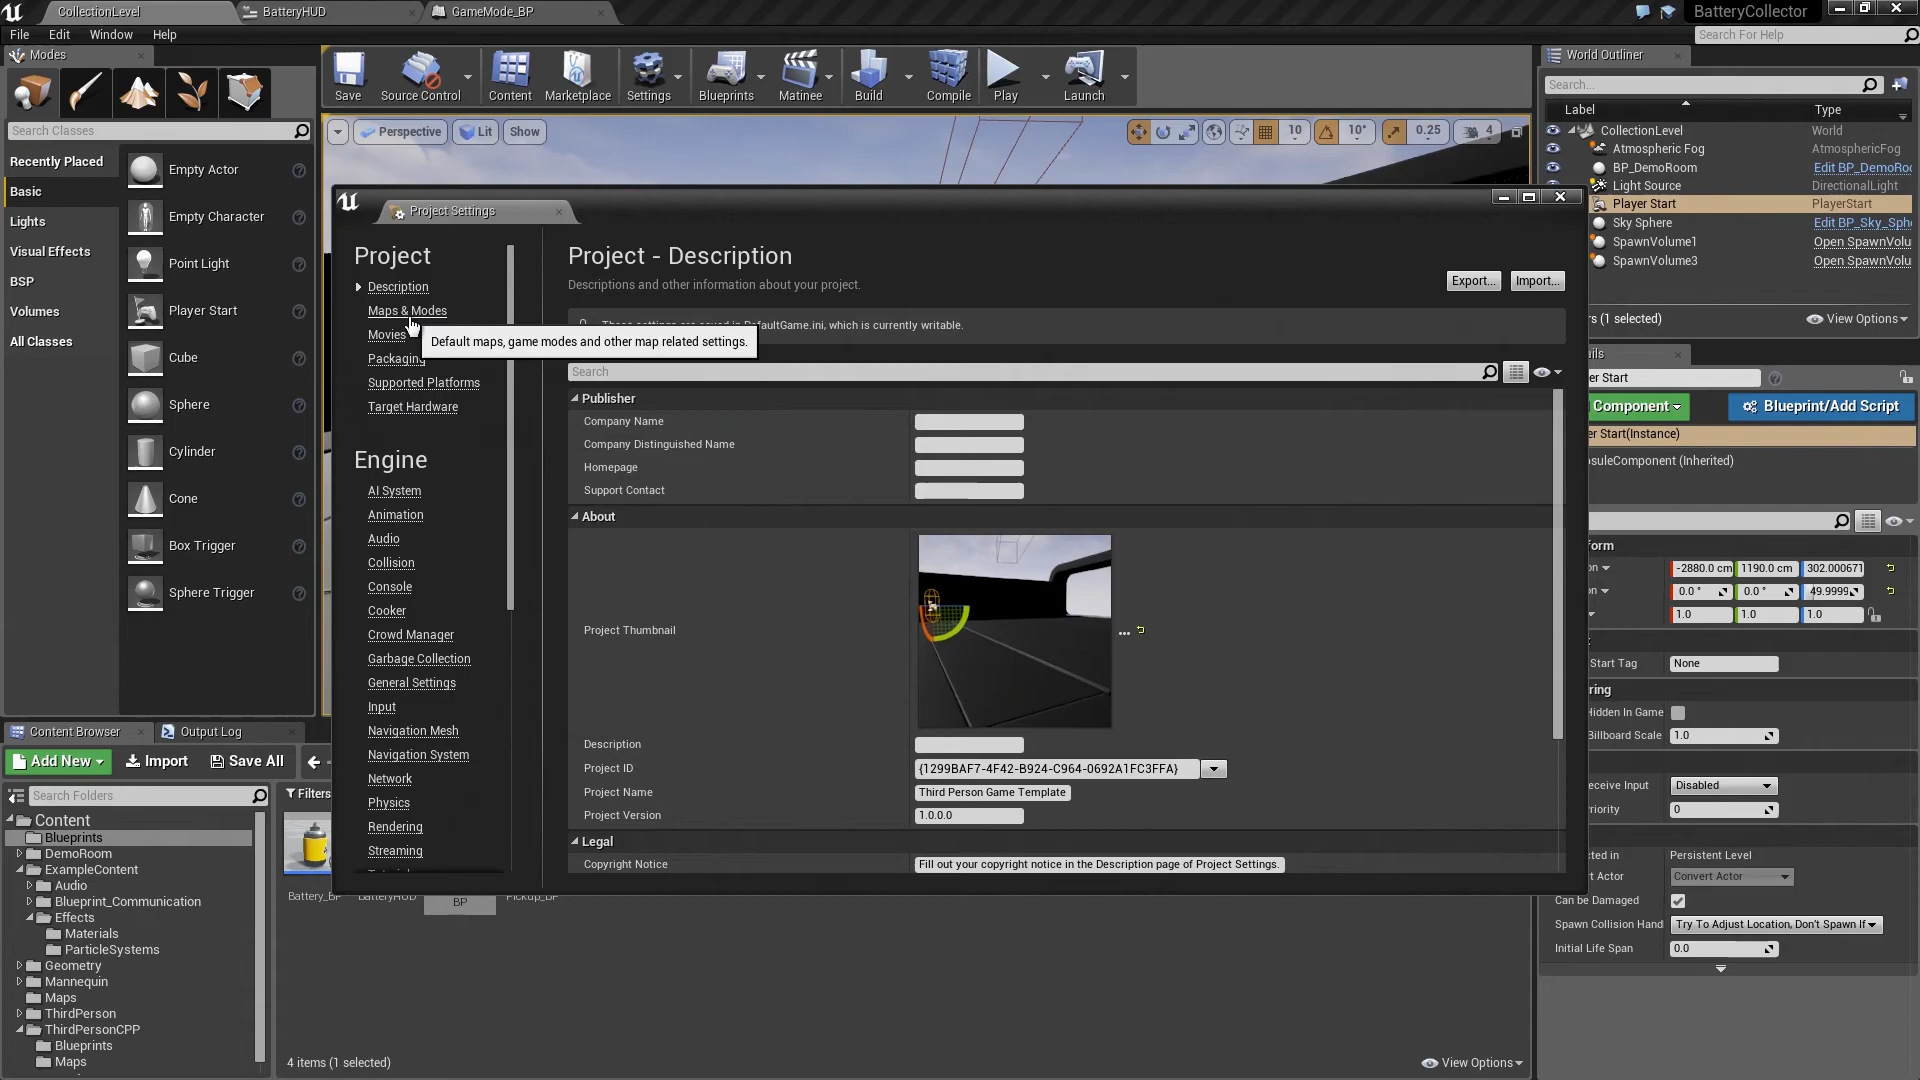 CollectionLevel
BatteryHUD
GameMode_BP
BatteryCollector
File Edit Window Help
Search For Help
Modes
Save
Source Control
Content
Marketplace
Settings
Blueprints
Matinee
Build
Compile
Play
Launch
World Outliner
Search...
Label
Type
Search Classes
Perspective
Lit
Show
10
10°
0.25
4
CollectionLevel World
Atmospheric Fog AtmosphericFog
BP_DemoRoom Edit BP_DemoRoo
Light Source DirectionalLight
Player Start PlayerStart
Sky Sphere Edit BP_Sky_Sphe
SpawnVolume1 Open SpawnVolu
SpawnVolume3 Open SpawnVolu
rs (1 selected)
View Options
Recently Placed
Basic
Lights
Visual Effects
BSP
Volumes
All Classes
Empty Actor
Empty Character
Point Light
Player Start
Cube
Sphere
Cylinder
Cone
Box Trigger
Sphere Trigger
Project Settings
Project
Description
Maps & Modes
Movies
Packaging
Supported Platforms
Target Hardware
Engine
AI System
Animation
Audio
Collision
Console
Cooker
Crowd Manager
Garbage Collection
General Settings
Input
Navigation Mesh
Navigation System
Network
Physics
Rendering
Streaming
Project - Description
Descriptions and other information about your project.
Export...
Import...
DefaultGame.ini, which is currently writable.
Default maps, game modes and other map related settings.
Search
Publisher
Company Name
Company Distinguished Name
Homepage
Support Contact
About
Project Thumbnail
...
Description
Project ID {1299BAF7-4F42-B924-C964-0692A1FC3FFA}
Project Name Third Person Game Template
Project Version 1.0.0.0
Legal
Copyright Notice Fill out your copyright notice in the Description page of Project Settings.
ails
er Start
Component
Blueprint/Add Script
er Start(Instance)
psuleComponent (Inherited)
form
on -2880.0 cm 1190.0 cm 302.000671
on 0.0 ° 0.0 ° 49.9999
1.0 1.0 1.0
Start Tag None
ring
Hidden In Game
Billboard Scale 1.0
eceive Input Disabled
riority 0
ted in Persistent Level
rt Actor Convert Actor
Can be Damaged
Spawn Collision Hand Try To Adjust Location, Don't Spawn If
Initial Life Span 0.0
Content Browser
Output Log
Add New
Import
Save All
Search Folders
Filters
Content
Blueprints
DemoRoom
ExampleContent
Audio
Blueprint_Communication
Effects
Materials
ParticleSystems
Geometry
Mannequin
Maps
ThirdPerson
ThirdPersonCPP
Blueprints
Maps
Battery_BP
BatteryHUD
BP
Pickup_BP
4 items (1 selected)
View Options